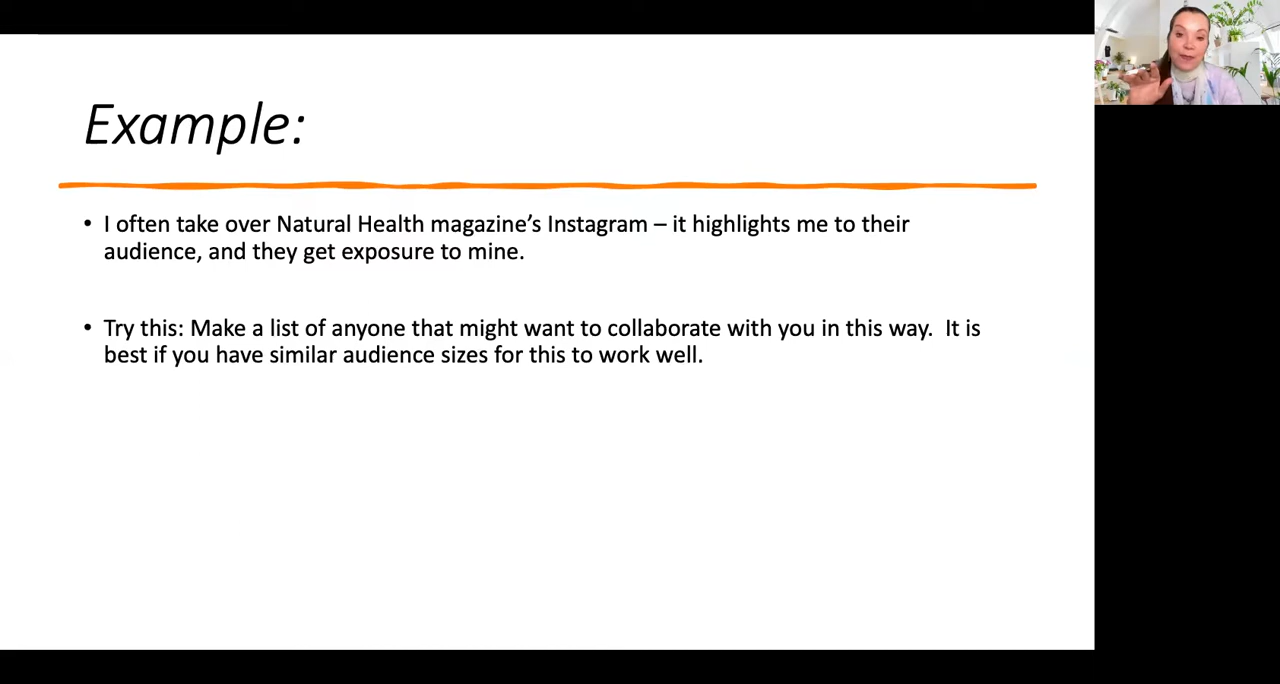 Example:
• I often take over Natural Health magazine’s Instagram – it highlights me to their
audience, and they get exposure to mine.
• Try this: Make a list of anyone that might want to collaborate with you in this way.  It is
best if you have similar audience sizes for this to work well.